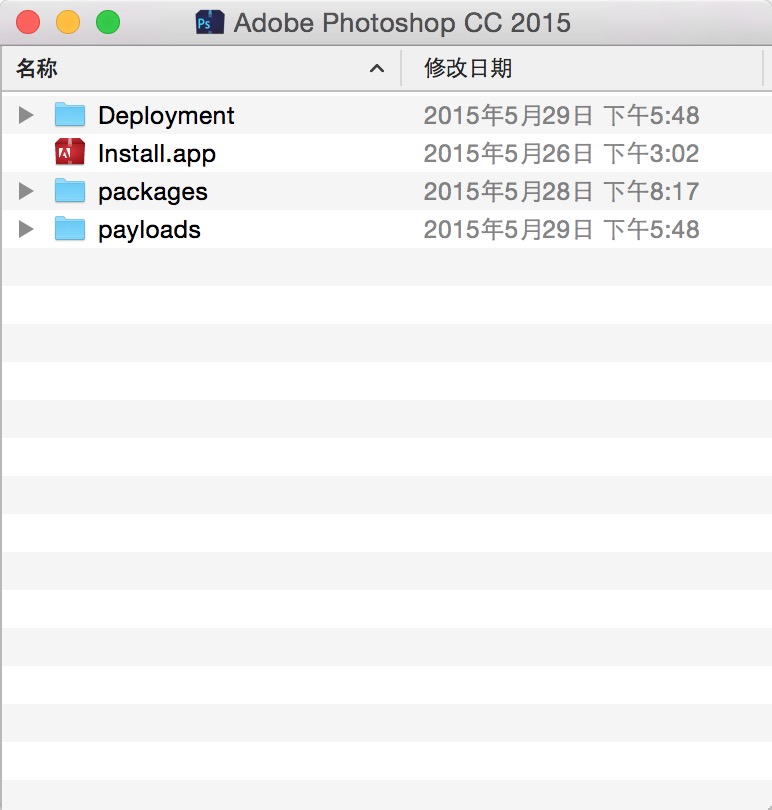 Ps Adobe Photoshop CC 2015
名称 修改日期
Deployment 2015年5月29日 下午5:48
Install.app 2015年5月26日 下午3:02
packages 2015年5月28日 下午8:17
payloads 2015年5月29日 下午5:48